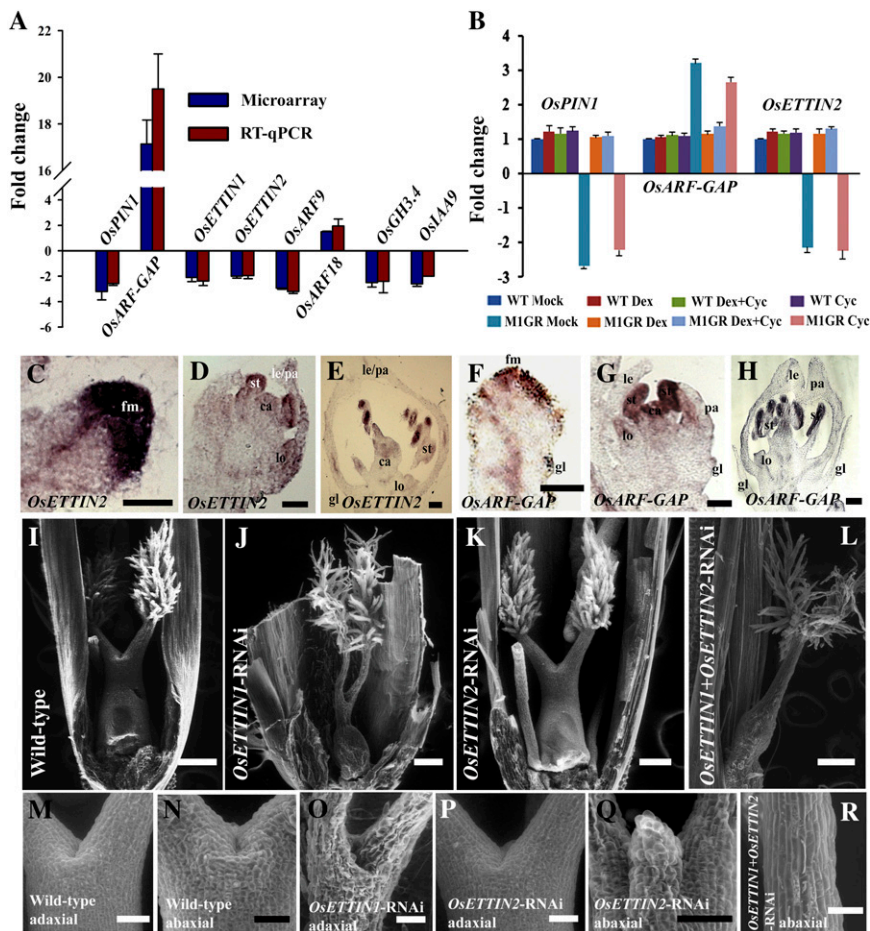 A
22
20
18
16
4
2
0
-2
-4
-6
Fold change
Microarray
RT-qPCR
OsPIN1
OsARF-GAP
OsETTIN1
OsETTIN2
OsARF9
OsARF18
OsGH3.4
OsIAA9
B
4
3
2
1
0
-1
-2
-3
Fold change
OsPIN1
OsARF-GAP
OsETTIN2
WT Mock WT Dex WT Dex+Cyc WT Cyc
M1GR Mock M1GR Dex M1GR Dex+Cyc M1GR Cyc
C
fm
OsETTIN2
D
le/pa
st
ca
lo
OsETTIN2
E
le/pa
st
ca
lo
gl
OsETTIN2
F
fm
gl
OsARF-GAP
G
le
st
st
ca
pa
lo
gl
OsARF-GAP
H
le
pa
st
lo
gl
gl
OsARF-GAP
I
Wild-type
J
OsETTIN1-RNAi
K
OsETTIN2-RNAi
L
OsETTIN1+OsETTIN2-RNAi
M
Wild-type
adaxial
N
Wild-type
abaxial
O
OsETTIN1-RNAi
adaxial
P
OsETTIN2-RNAi
adaxial
Q
OsETTIN2-RNAi
abaxial
R
OsETTIN1+OsETTIN2
-RNAi
abaxial